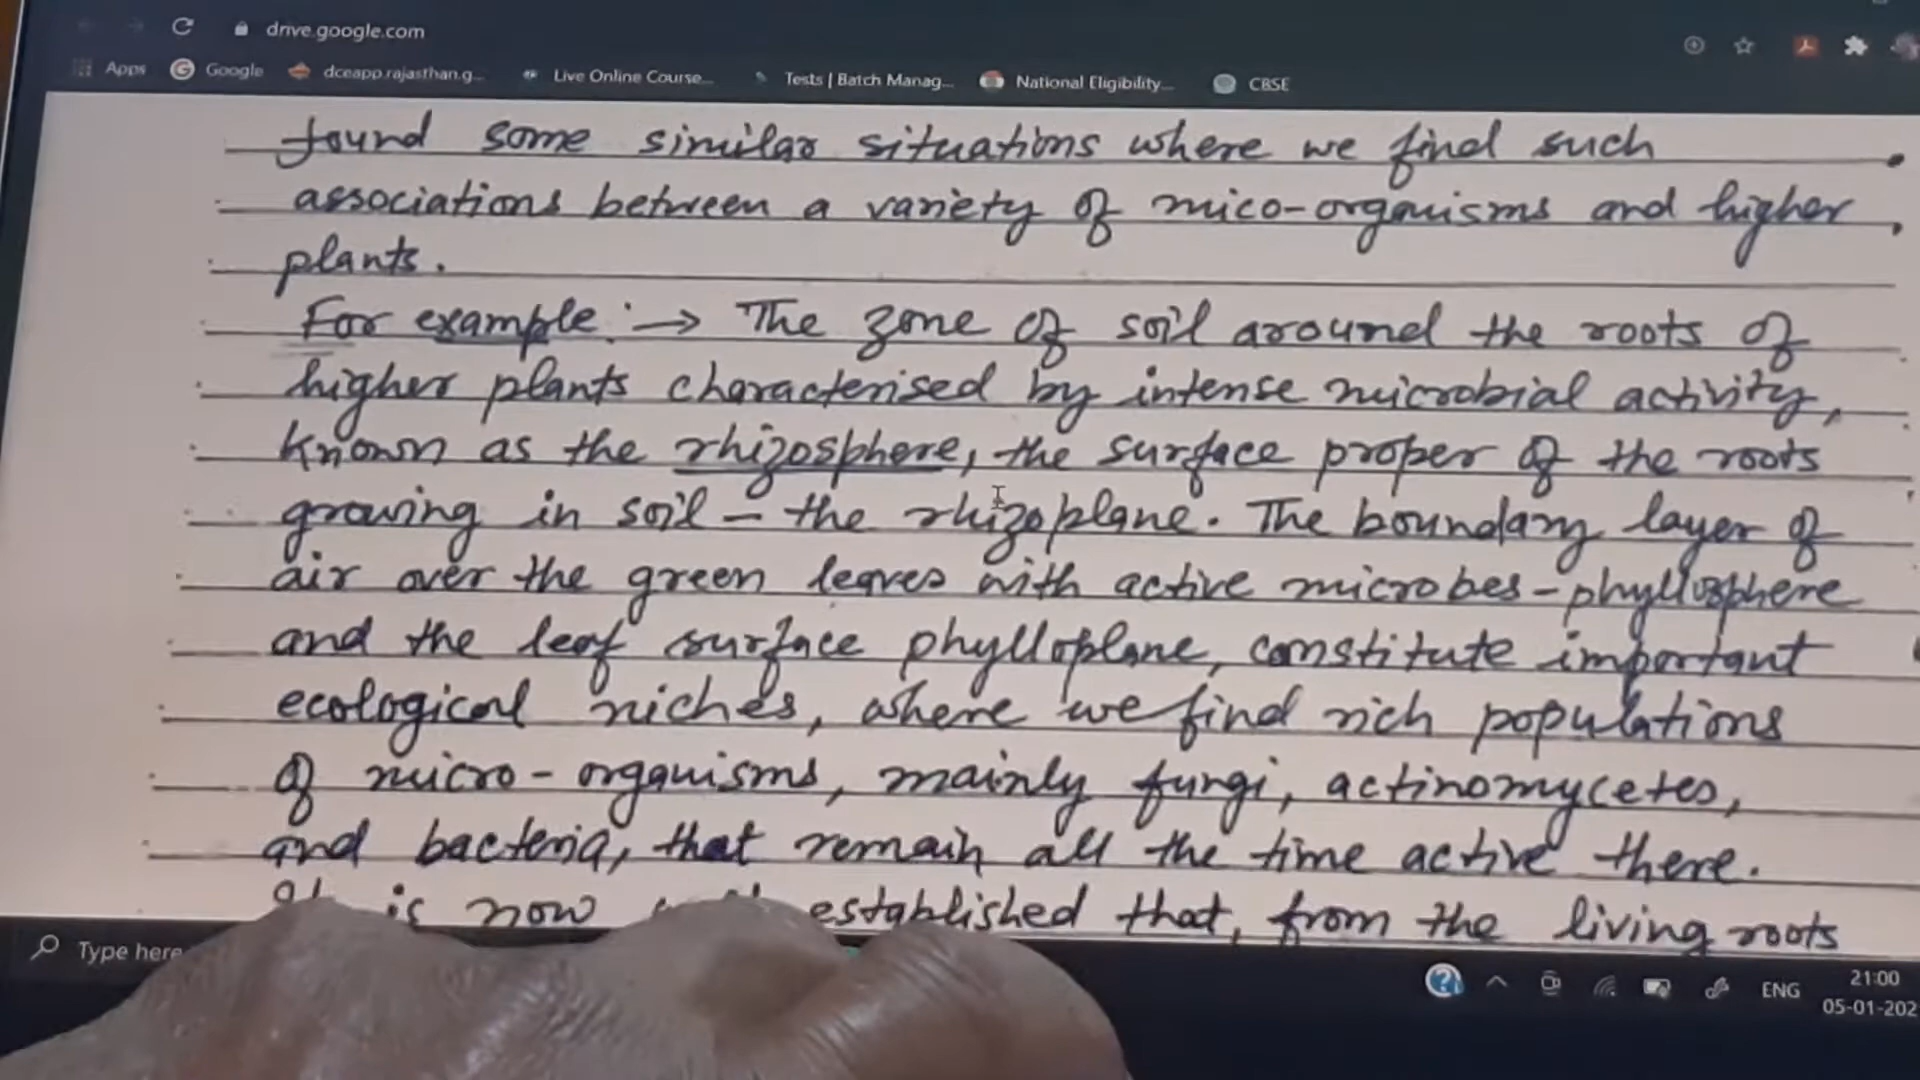 drive.google.com
Apps Google dceapp.rajasthan.g... Live Online Course... Tests | Batch Manag... National Eligibility... CBSE
found some similar situations where we find such
associations between a variety of mico-organisms and higher
plants.
For example :→ The zone of soil around the roots of
higher plants characterised by intense microbial activity,
known as the rhizosphere, the surface proper of the roots
growing in soil - the rhizoplane. The boundary layer of
air over the green leaves with active microbes - phyllosphere
and the leaf surface phylloplane, constitute important
ecological niches, where we find rich populations
of micro-organisms, mainly fungi, actinomycetes,
and bacteria, that remain all the time active there.
is now established that, from the living roots
Type here
ENG
21:00
05-01-202